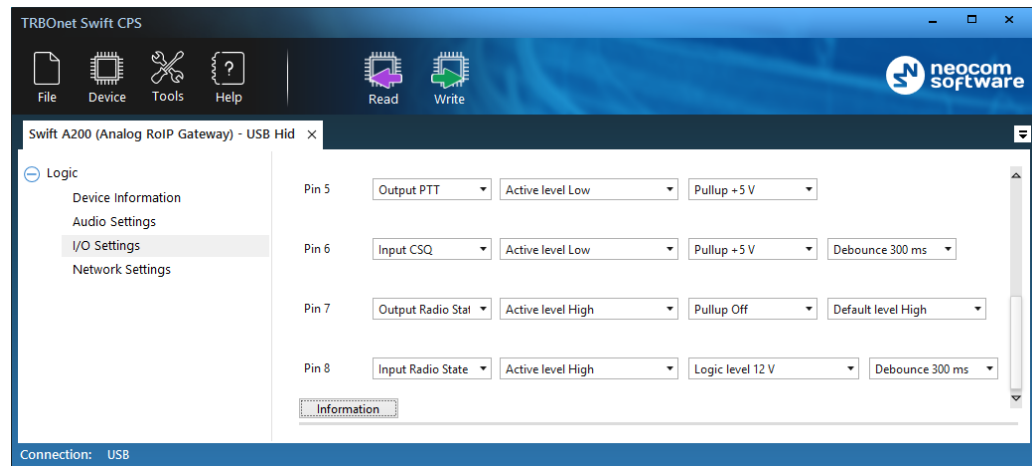 TRBOnet Swift CPS
File Device Tools Help Read Write
neocom
software
Swift A200 (Analog RoIP Gateway) - USB Hid
Logic
Device Information
Audio Settings
I/O Settings
Network Settings
Pin 5 Output PTT Active level Low Pullup +5 V
Pin 6 Input CSQ Active level Low Pullup +5 V Debounce 300 ms
Pin 7 Output Radio Stat Active level High Pullup Off Default level High
Pin 8 Input Radio State Active level High Logic level 12 V Debounce 300 ms
Information
Connection: USB